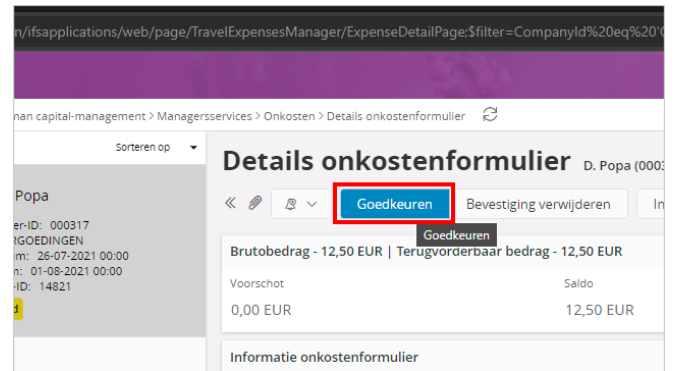 n/ifsapplications/web/page/TravelExpensesManager/ExpenseDetailPage;$filter=CompanyId%20eq%20'
man capital-management > Managersservices > Onkosten > Details onkostenformulier
Sorteren op
Details onkostenformulier D. Popa (000
Popa
Goedkeuren
Bevestiging verwijderen
In
er-ID: 000317
RGOEDINGEN
m: 26-07-2021 00:00
n: 01-08-2021 00:00
-ID: 14821
d
Goedkeuren
Brutobedrag - 12,50 EUR | Terugvorderbaar bedrag - 12,50 EUR
Voorschot
Saldo
0,00 EUR
12,50 EUR
Informatie onkostenformulier